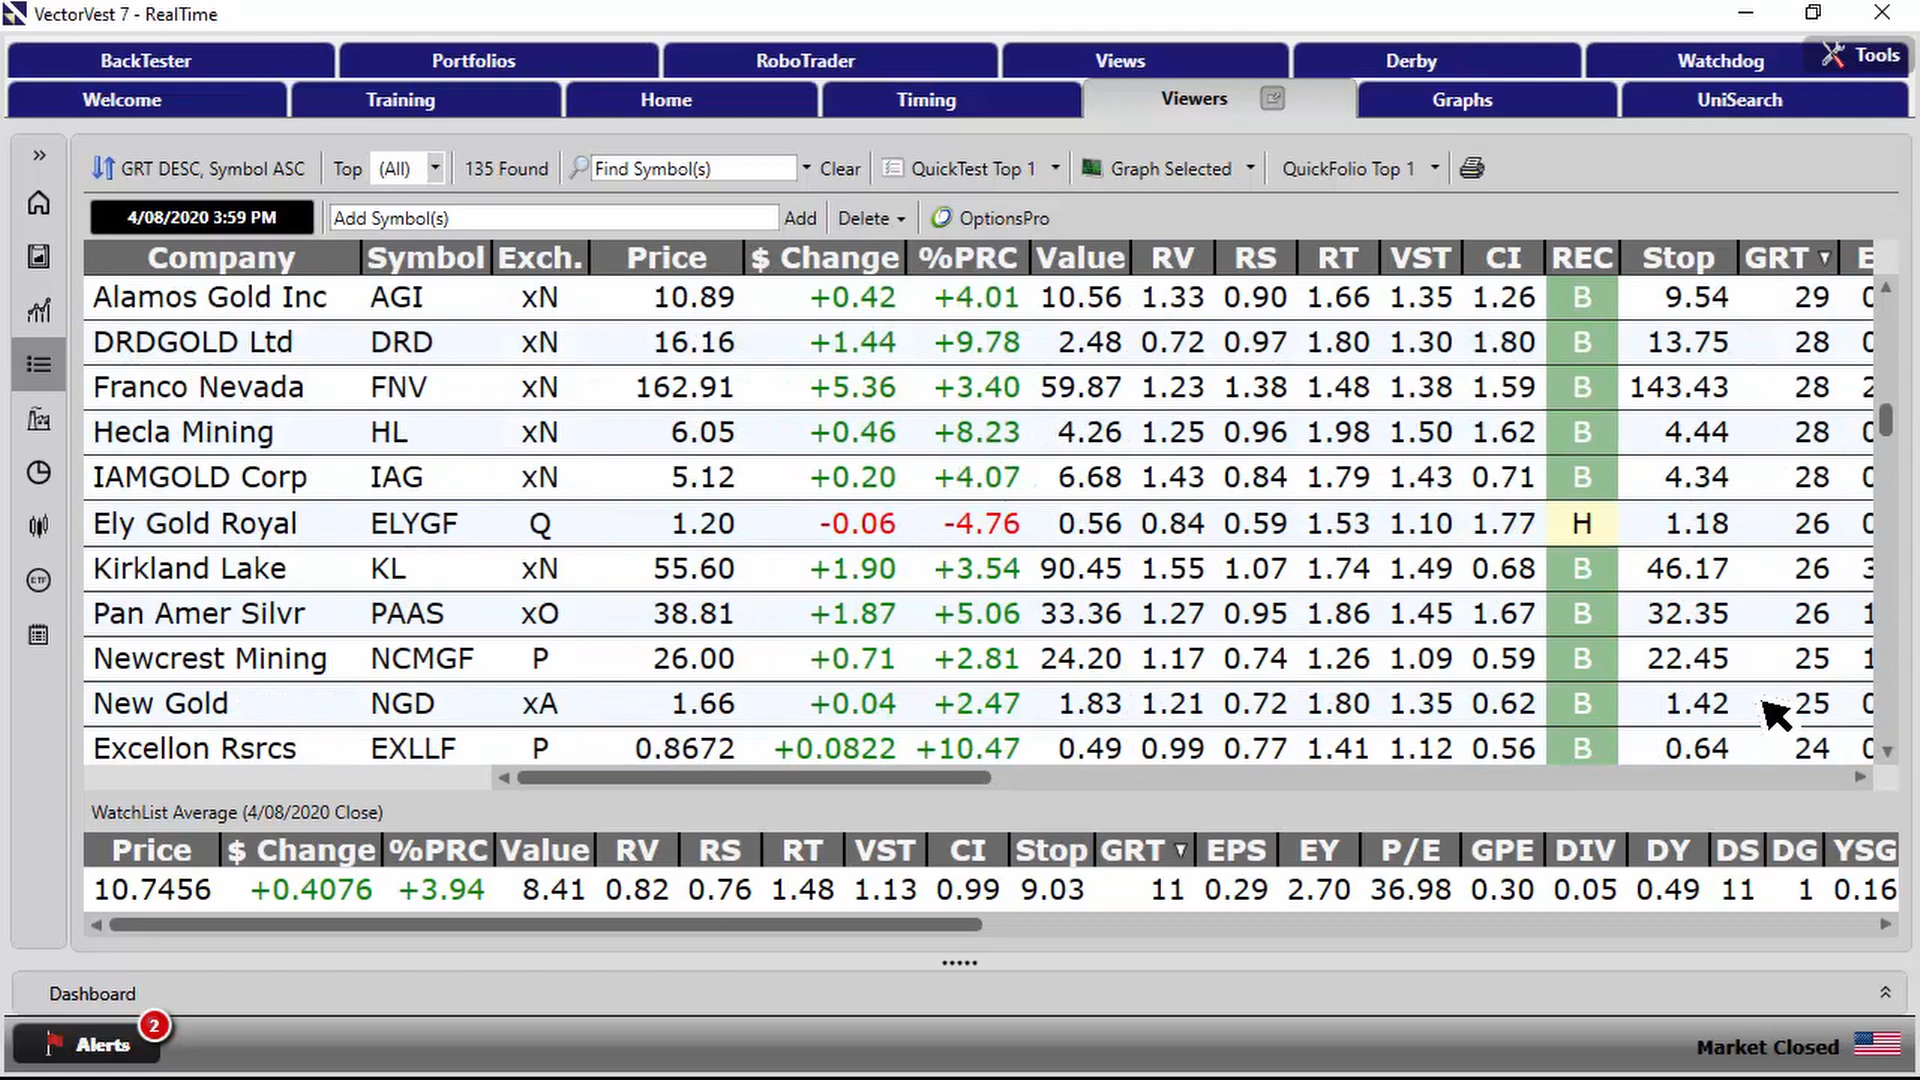 VectorVest 7 - RealTime
BackTester Portfolios RoboTrader Views Derby Watchdog Tools
Welcome Training Home Timing Viewers Graphs UniSearch
GRT DESC, Symbol ASC Top (All) 135 Found Find Symbol(s) Clear QuickTest Top 1 Graph Selected QuickFolio Top 1
4/08/2020 3:59 PM Add Symbol(s) Add Delete OptionsPro
Company Symbol Exch. Price $ Change %PRC Value RV RS RT VST CI REC Stop GRT E
Alamos Gold Inc AGI xN 10.89 +0.42 +4.01 10.56 1.33 0.90 1.66 1.35 1.26 B 9.54 29
DRDGOLD Ltd DRD xN 16.16 +1.44 +9.78 2.48 0.72 0.97 1.80 1.30 1.80 B 13.75 28
Franco Nevada FNV xN 162.91 +5.36 +3.40 59.87 1.23 1.38 1.48 1.38 1.59 B 143.43 28
Hecla Mining HL xN 6.05 +0.46 +8.23 4.26 1.25 0.96 1.98 1.50 1.62 B 4.44 28
IAMGOLD Corp IAG xN 5.12 +0.20 +4.07 6.68 1.43 0.84 1.79 1.43 0.71 B 4.34 28
Ely Gold Royal ELYGF Q 1.20 -0.06 -4.76 0.56 0.84 0.59 1.53 1.10 1.77 H 1.18 26
Kirkland Lake KL xN 55.60 +1.90 +3.54 90.45 1.55 1.07 1.74 1.49 0.68 B 46.17 26
Pan Amer Silvr PAAS xO 38.81 +1.87 +5.06 33.36 1.27 0.95 1.86 1.45 1.67 B 32.35 26
Newcrest Mining NCMGF P 26.00 +0.71 +2.81 24.20 1.17 0.74 1.26 1.09 0.59 B 22.45 25
New Gold NGD xA 1.66 +0.04 +2.47 1.83 1.21 0.72 1.80 1.35 0.62 B 1.42 25
Excellon Rsrcs EXLLF P 0.8672 +0.0822 +10.47 0.49 0.99 0.77 1.41 1.12 0.56 B 0.64 24
WatchList Average (4/08/2020 Close)
Price $ Change %PRC Value RV RS RT VST CI Stop GRT EPS EY P/E GPE DIV DY DS DG YSG
10.7456 +0.4076 +3.94 8.41 0.82 0.76 1.48 1.13 0.99 9.03 11 0.29 2.70 36.98 0.30 0.05 0.49 11 1 0.16
Dashboard
Alerts 2
Market Closed